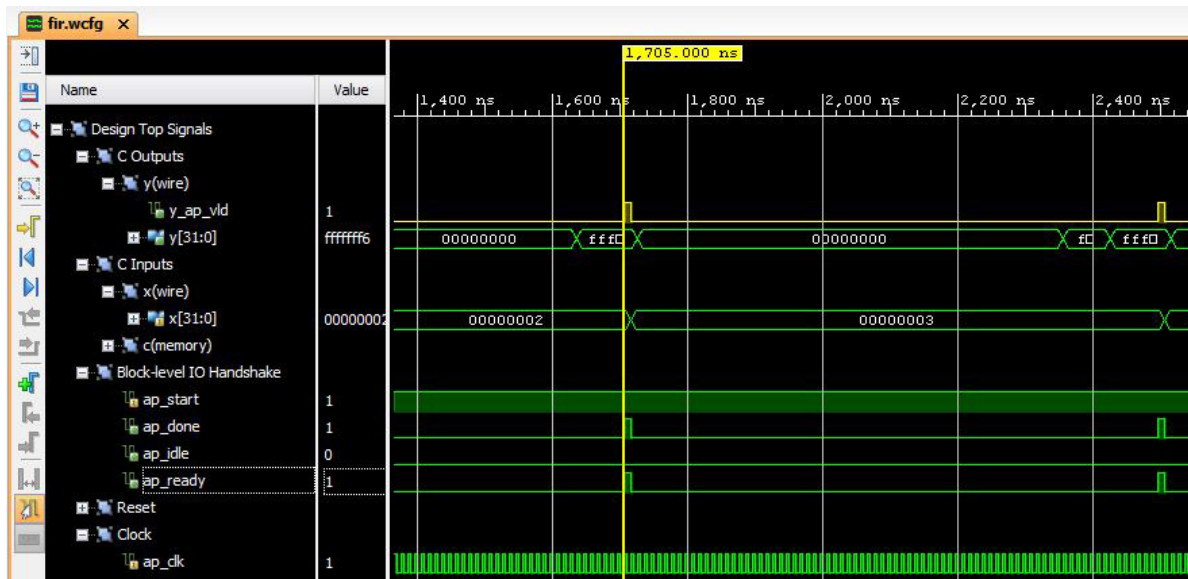 fir.wcfg
1,705.000 ns
Name Value
1,400 ns 1,600 ns 1,800 ns 2,000 ns 2,200 ns 2,400 ns
Design Top Signals
C Outputs
y(wire)
y_ap_vld 1
y[31:0] fffffff6 00000000 fff 00000000 f fff
C Inputs
x(wire)
x[31:0] 00000002 00000002 00000003
c(memory)
Block-level IO Handshake
ap_start 1
ap_done 1
ap_idle 0
ap_ready 1
Reset
Clock
ap_clk 1